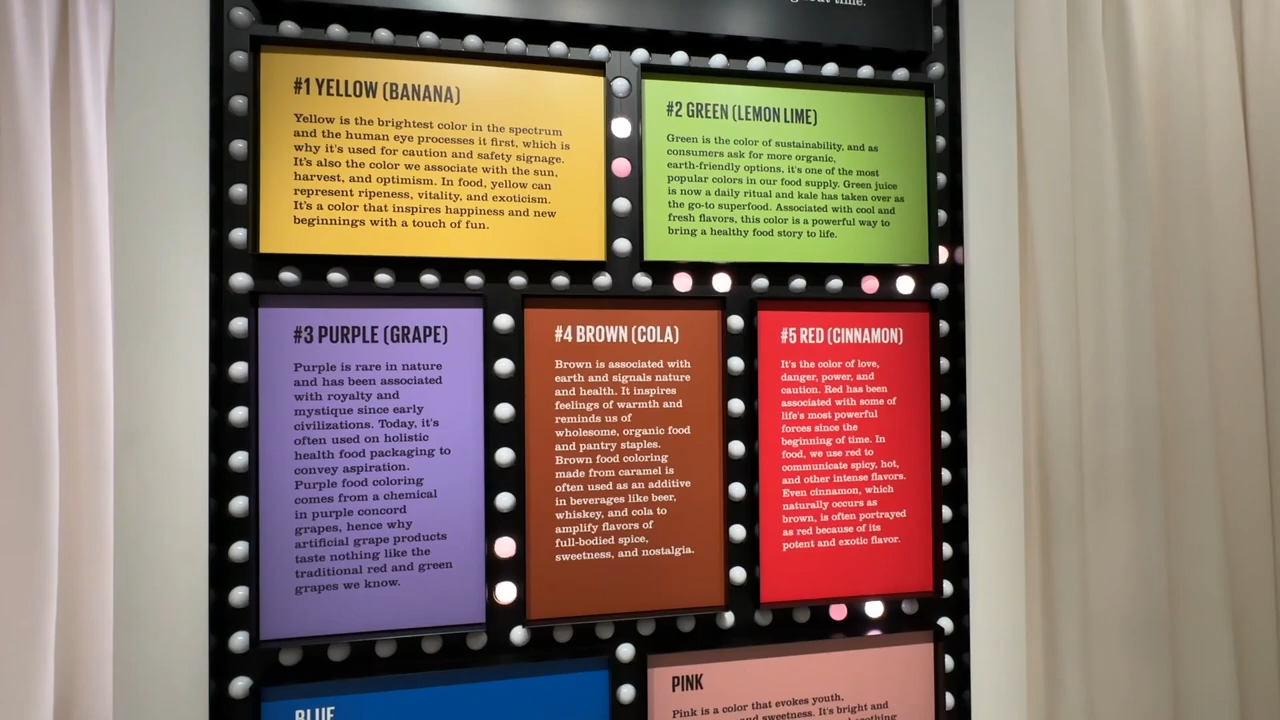 time.
#1 YELLOW (BANANA)
Yellow is the brightest color in the spectrum
and the human eye processes it first, which is
why it's used for caution and safety signage.
It's also the color we associate with the sun,
harvest, and optimism. In food, yellow can
represent ripeness, vitality, and exoticism.
It's a color that inspires happiness and new
beginnings with a touch of fun.
#2 GREEN (LEMON LIME)
Green is the color of sustainability, and as
consumers ask for more organic,
earth-friendly options, it's one of the most
popular colors in our food supply. Green juice
is now a daily ritual and kale has taken over as
the go-to superfood. Associated with cool and
fresh flavors, this color is a powerful way to
bring a healthy food story to life.
#3 PURPLE (GRAPE)
Purple is rare in nature
and has been associated
with royalty and
mystique since early
civilizations. Today, it's
often used on holistic
health food packaging to
convey aspiration.
Purple food coloring
comes from a chemical
in purple concord
grapes, hence why
artificial grape products
taste nothing like the
traditional red and green
grapes we know.
#4 BROWN (COLA)
Brown is associated with
earth and signals nature
and health. It inspires
feelings of warmth and
reminds us of
wholesome, organic food
and pantry staples.
Brown food coloring
made from caramel is
often used as an additive
in beverages like beer,
whiskey, and cola to
amplify flavors of
full-bodied spice,
sweetness, and nostalgia.
#5 RED (CINNAMON)
It's the color of love,
danger, power, and
caution. Red has been
associated with some of
life's most powerful
forces since the
beginning of time. In
food, we use red to
communicate spicy, hot,
and other intense flavors.
Even cinnamon, which
naturally occurs as
brown, is often portrayed
as red because of its
potent and exotic flavor.
BLUE
PINK
Pink is a color that evokes youth,
and sweetness. It's bright and
soothing